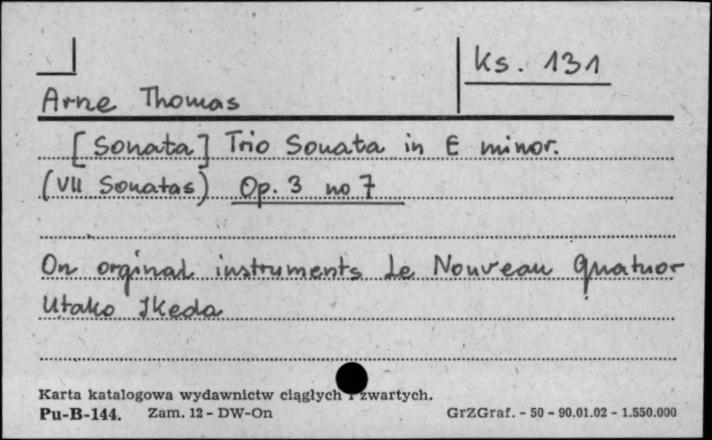 Ks. 131
Arne Thomas
[Sonata] Trio Sonata in E minor.
(VII Sonatas) Op. 3 no 7
On orginal instruments Le Nouveau Quatuor
Utako Ikeda
Karta katalogowa wydawnictw ciągłych i zwartych.
Pu-B-144. Zam. 12 - DW-On GrZGraf. - 50 - 90.01.02 - 1.550.000